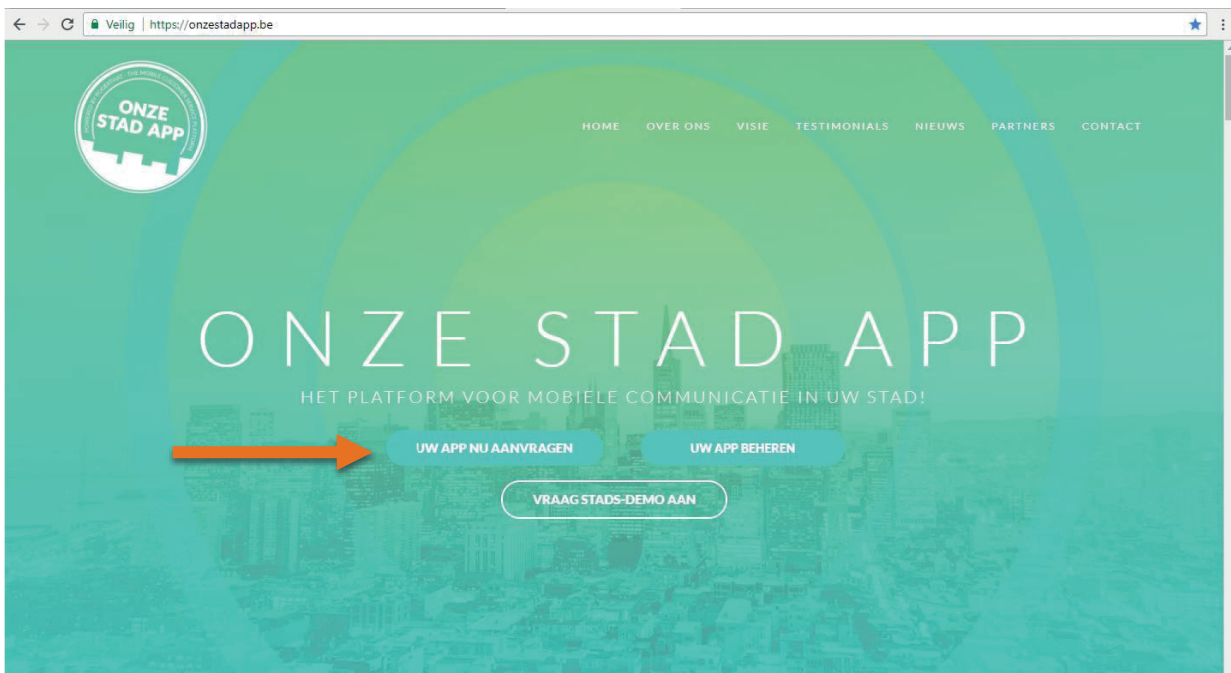 Veilig | https://onzestadapp.be
ONZE
STAD APP
HOME OVER ONS VISIE TESTIMONIALS NIEUWS PARTNERS CONTACT
ONZE STAD APP
HET PLATFORM VOOR MOBIELE COMMUNICATIE IN UW STAD!
UW APP NU AANVRAGEN UW APP BEHEREN
VRAAG STADS-DEMO AAN